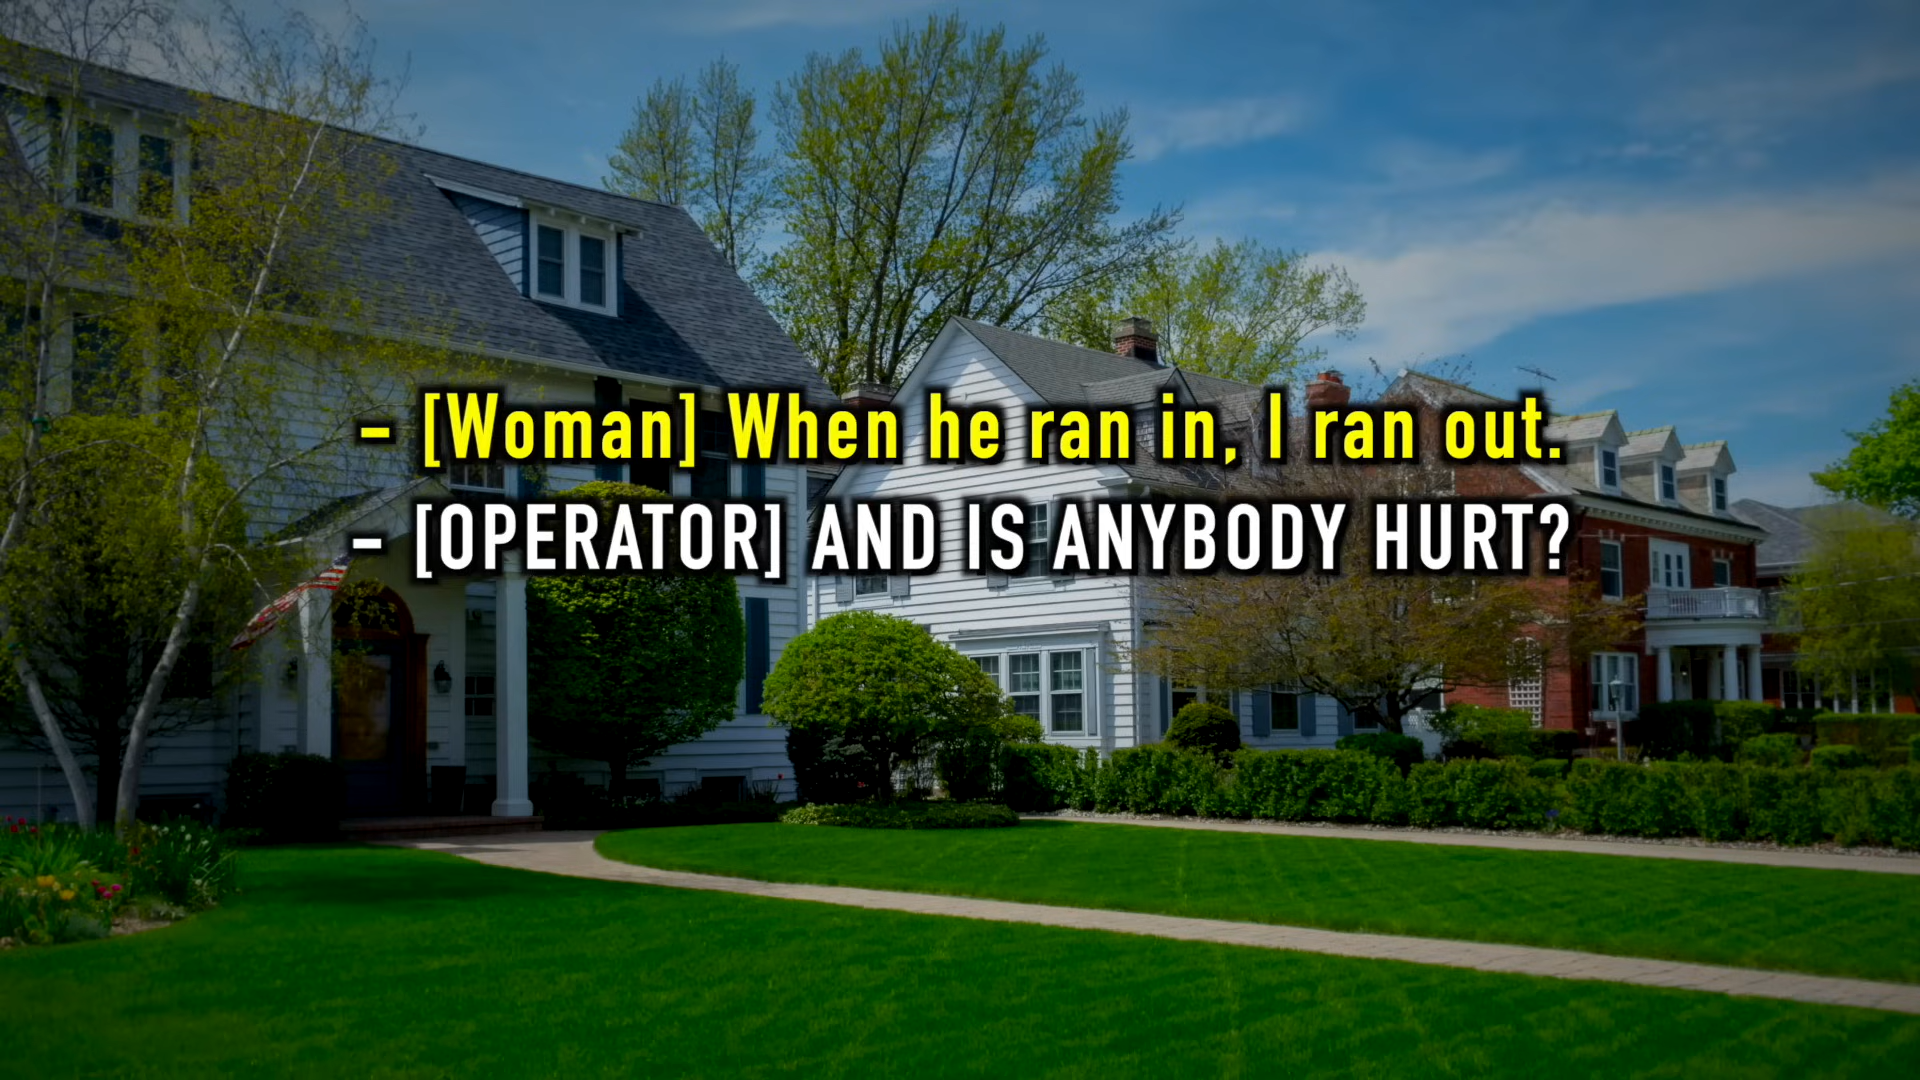 - [Woman] When he ran in, I ran out.
- [OPERATOR] AND IS ANYBODY HURT?